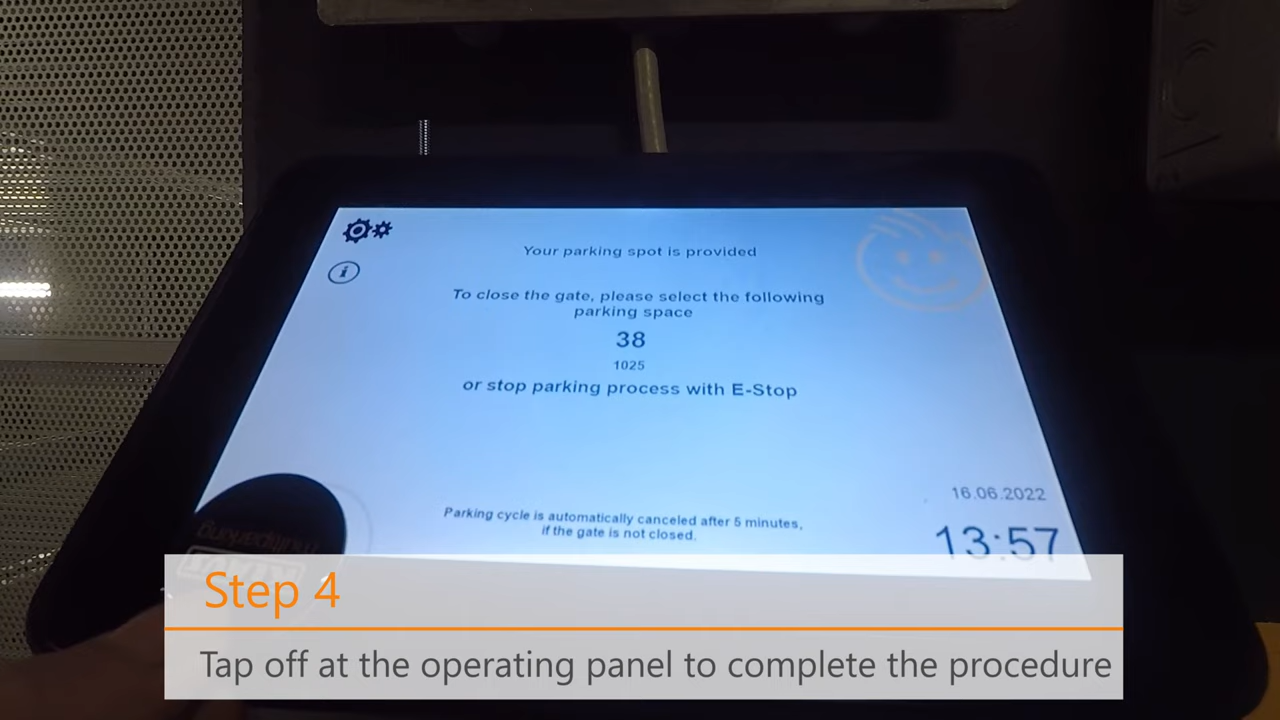 Your parking spot is provided
To close the gate, please select the following
parking space
38
1025
or stop parking process with E-Stop
16.06.2022
Parking cycle is automatically canceled after 5 minutes,
if the gate is not closed.
13:57
Step 4
Tap off at the operating panel to complete the procedure